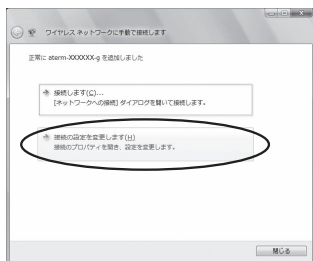 ワイヤレス ネットワークに手動で接続します
正常に aterm-XXXXXX-g を追加しました
接続します(C)...
[ネットワークへの接続] ダイアログを開いて接続します。
接続の設定を変更します(H)
接続のプロパティを開き、設定を変更します。
閉じる